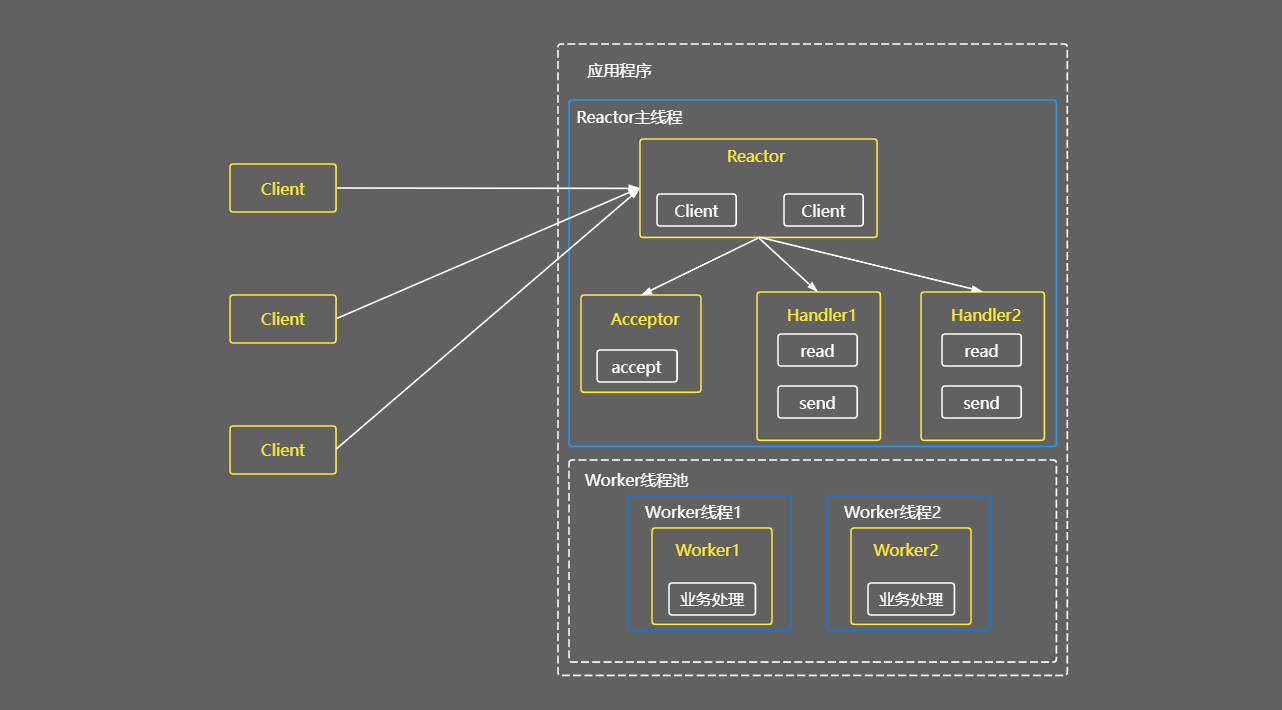 应用程序
Reactor主线程
Reactor
Client
Client
Client
Client
Client
Acceptor
accept
Handler1
read
send
Handler2
read
send
Worker线程池
Worker线程1
Worker1
业务处理
Worker线程2
Worker2
业务处理